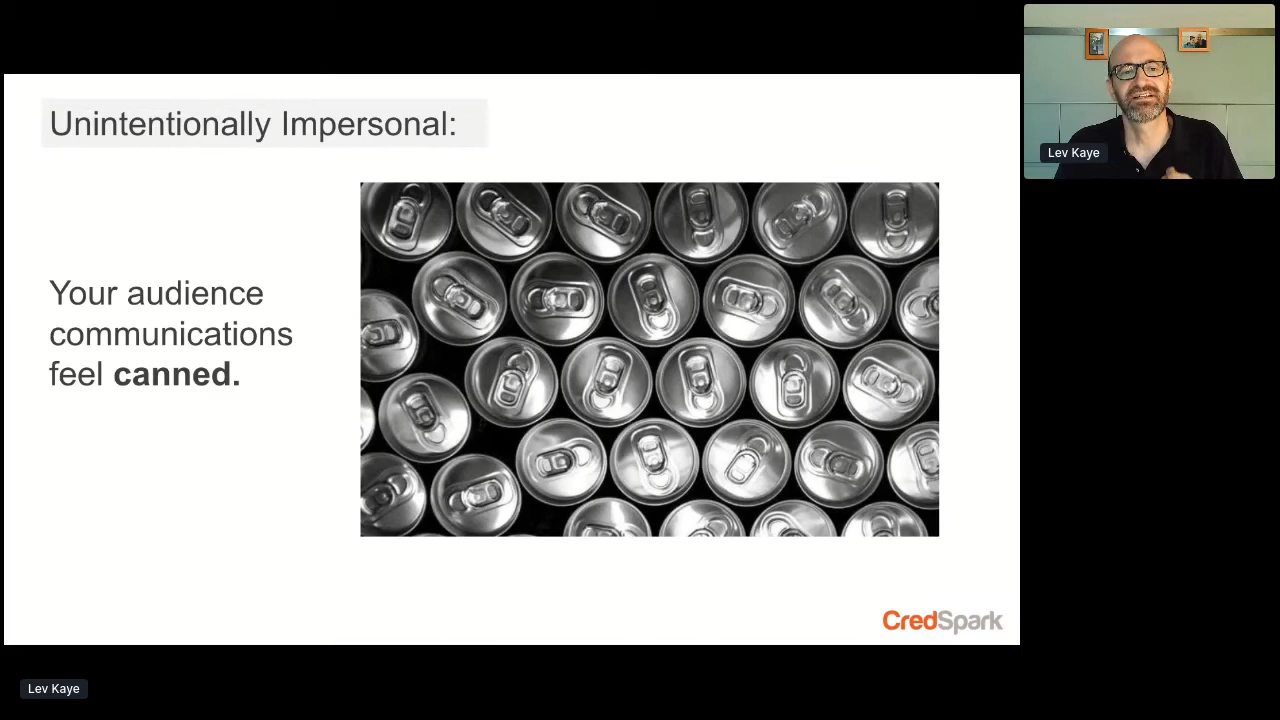 Unintentionally Impersonal:
Your audience
communications
feel canned.
CredSpark
Lev Kaye
Lev Kaye